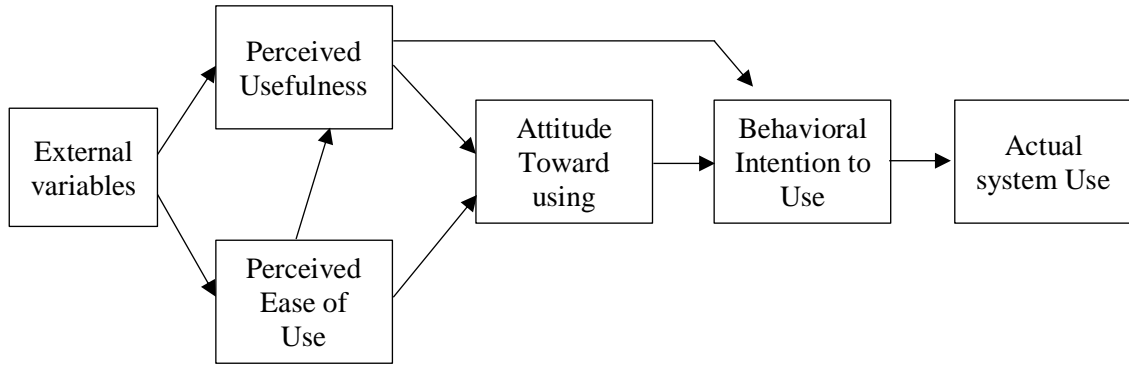 External
variables
Perceived
Usefulness
Perceived
Ease of
Use
Attitude
Toward
using
Behavioral
Intention to
Use
Actual
system Use